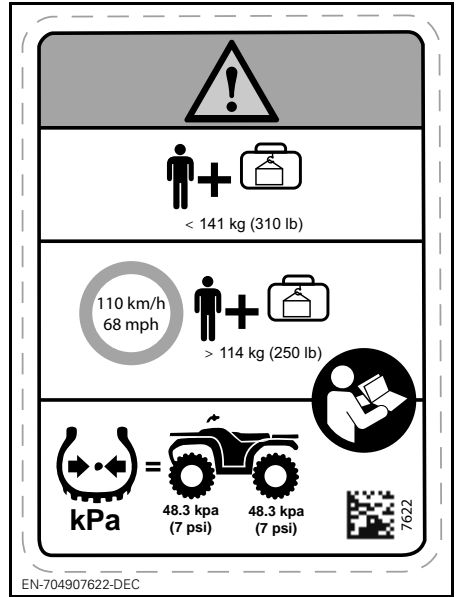 < 141 kg (310 lb)
110 km/h
68 mph
> 114 kg (250 lb)
kPa
=
48.3 kpa
(7 psi)
48.3 kpa
(7 psi)
7622
EN-704907622-DEC